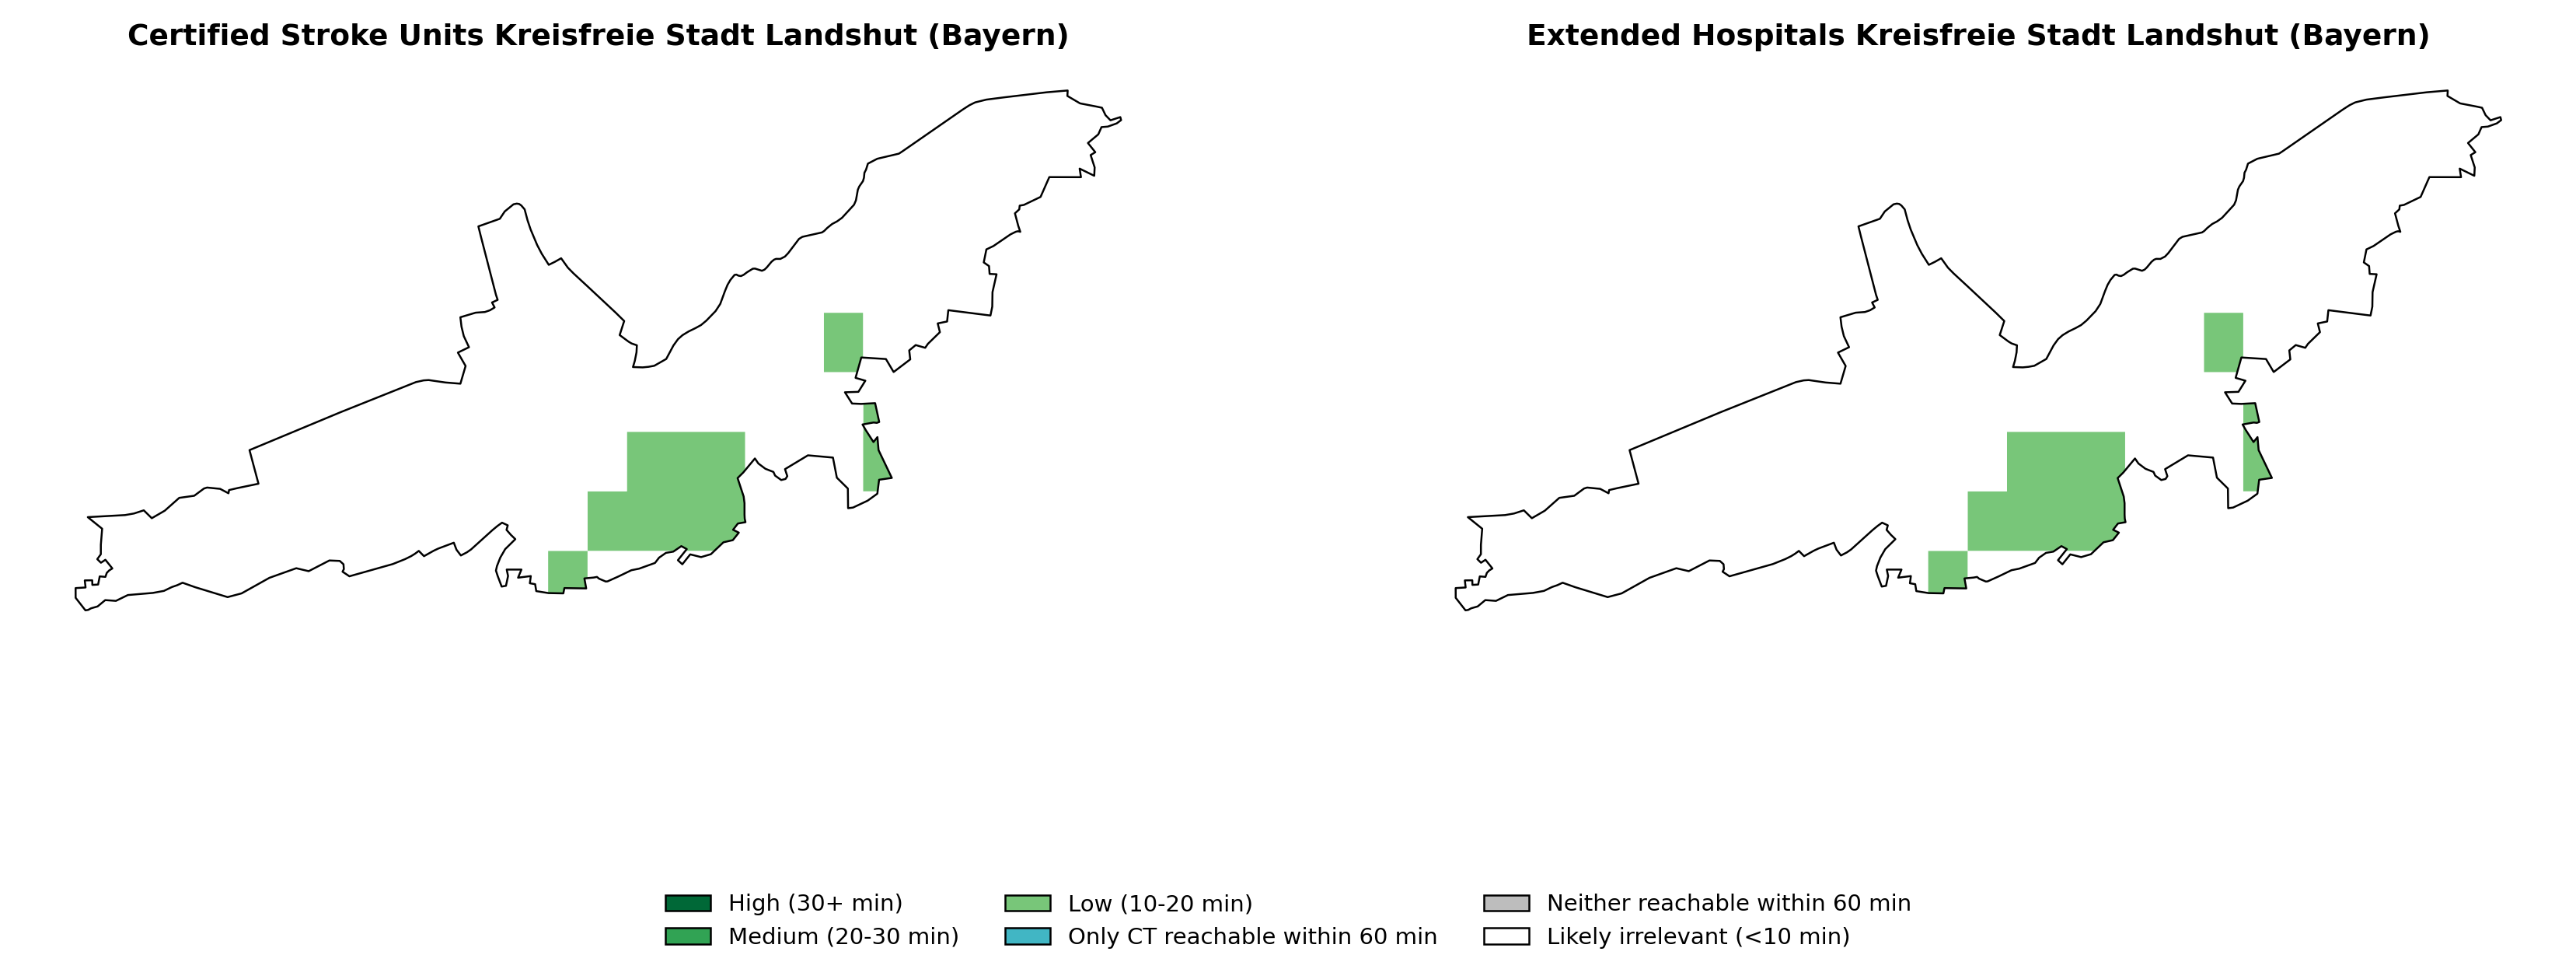 Certified Stroke Units Kreisfreie Stadt Landshut (Bayern)
Extended Hospitals Kreisfreie Stadt Landshut (Bayern)
High (30+ min)
Medium (20-30 min)
Low (10-20 min)
Only CT reachable within 60 min
Neither reachable within 60 min
Likely irrelevant (<10 min)